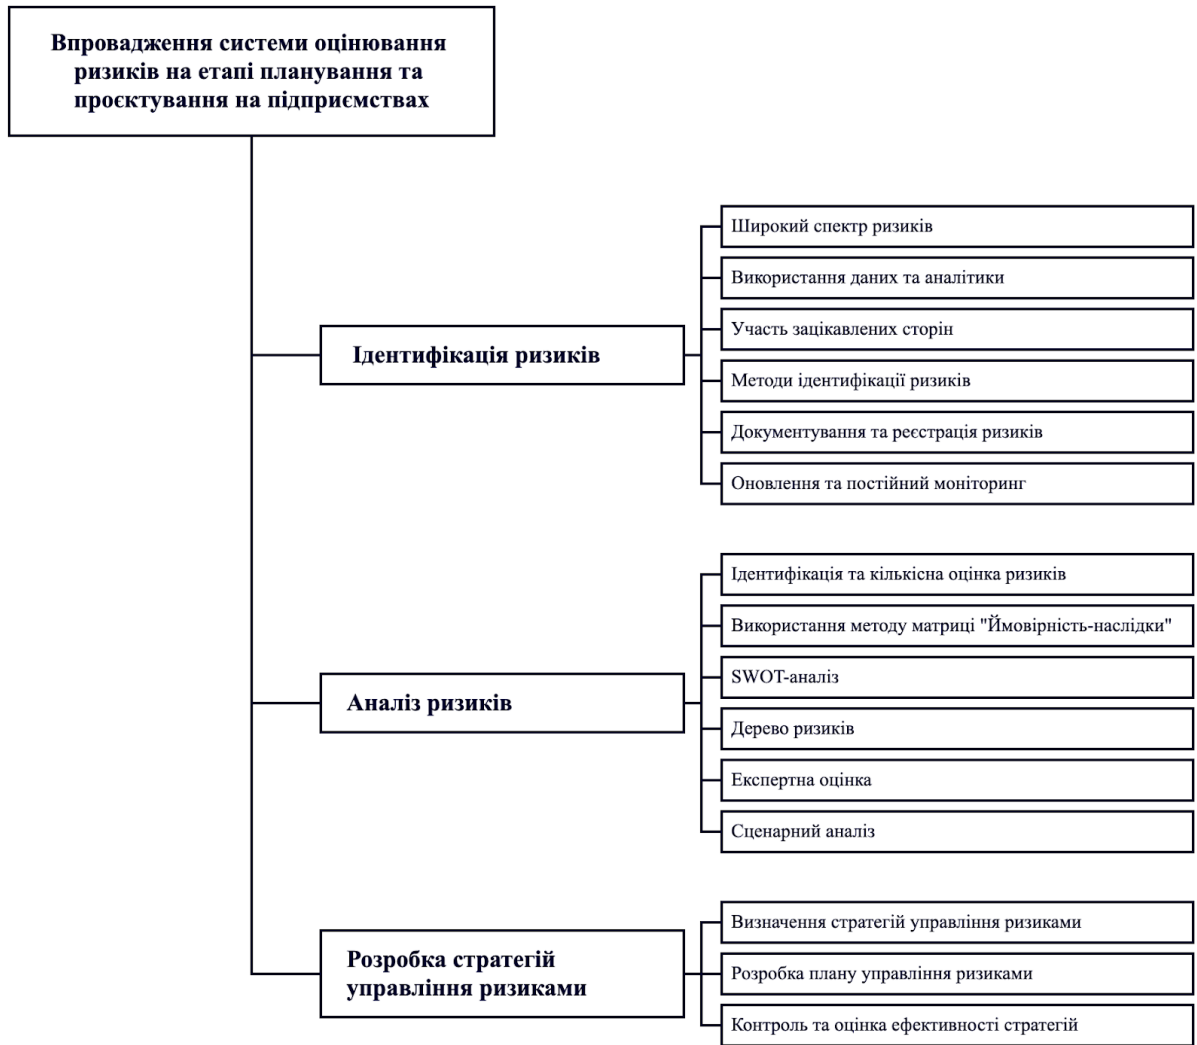 Впровадження системи оцінювання
ризиків на етапі планування та
проєктування на підприємствах
Ідентифікація ризиків
Широкий спектр ризиків
Використання даних та аналітики
Участь зацікавлених сторін
Методи ідентифікації ризиків
Документування та реєстрація ризиків
Оновлення та постійний моніторинг
Аналіз ризиків
Ідентифікація та кількісна оцінка ризиків
Використання методу матриці "Ймовірність-наслідки"
SWOT-аналіз
Дерево ризиків
Експертна оцінка
Сценарний аналіз
Розробка стратегій
управління ризиками
Визначення стратегій управління ризиками
Розробка плану управління ризиками
Контроль та оцінка ефективності стратегій